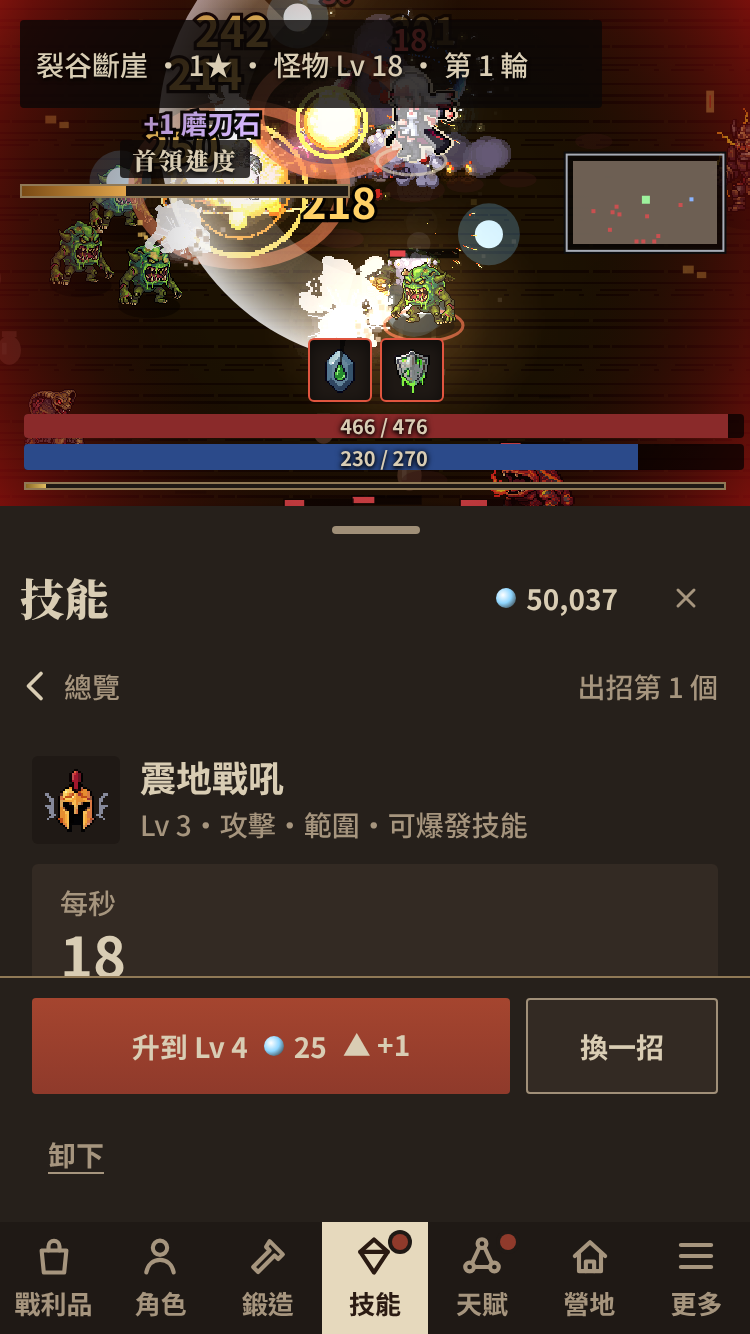 242
18
裂谷斷崖 · 1★ · 怪物 Lv 18 · 第 1 輪
214
+1 磨刀石
首領進度
218
466 / 476
230 / 270
技能
50,037 ×
總覽
出招第 1 個
震地戰吼
Lv 3 · 攻擊 · 範圍 · 可爆發技能
每秒
18
升到 Lv 4 25 ▲ +1
換一招
卸下
戰利品 角色 鍛造 技能 天賦 營地 更多